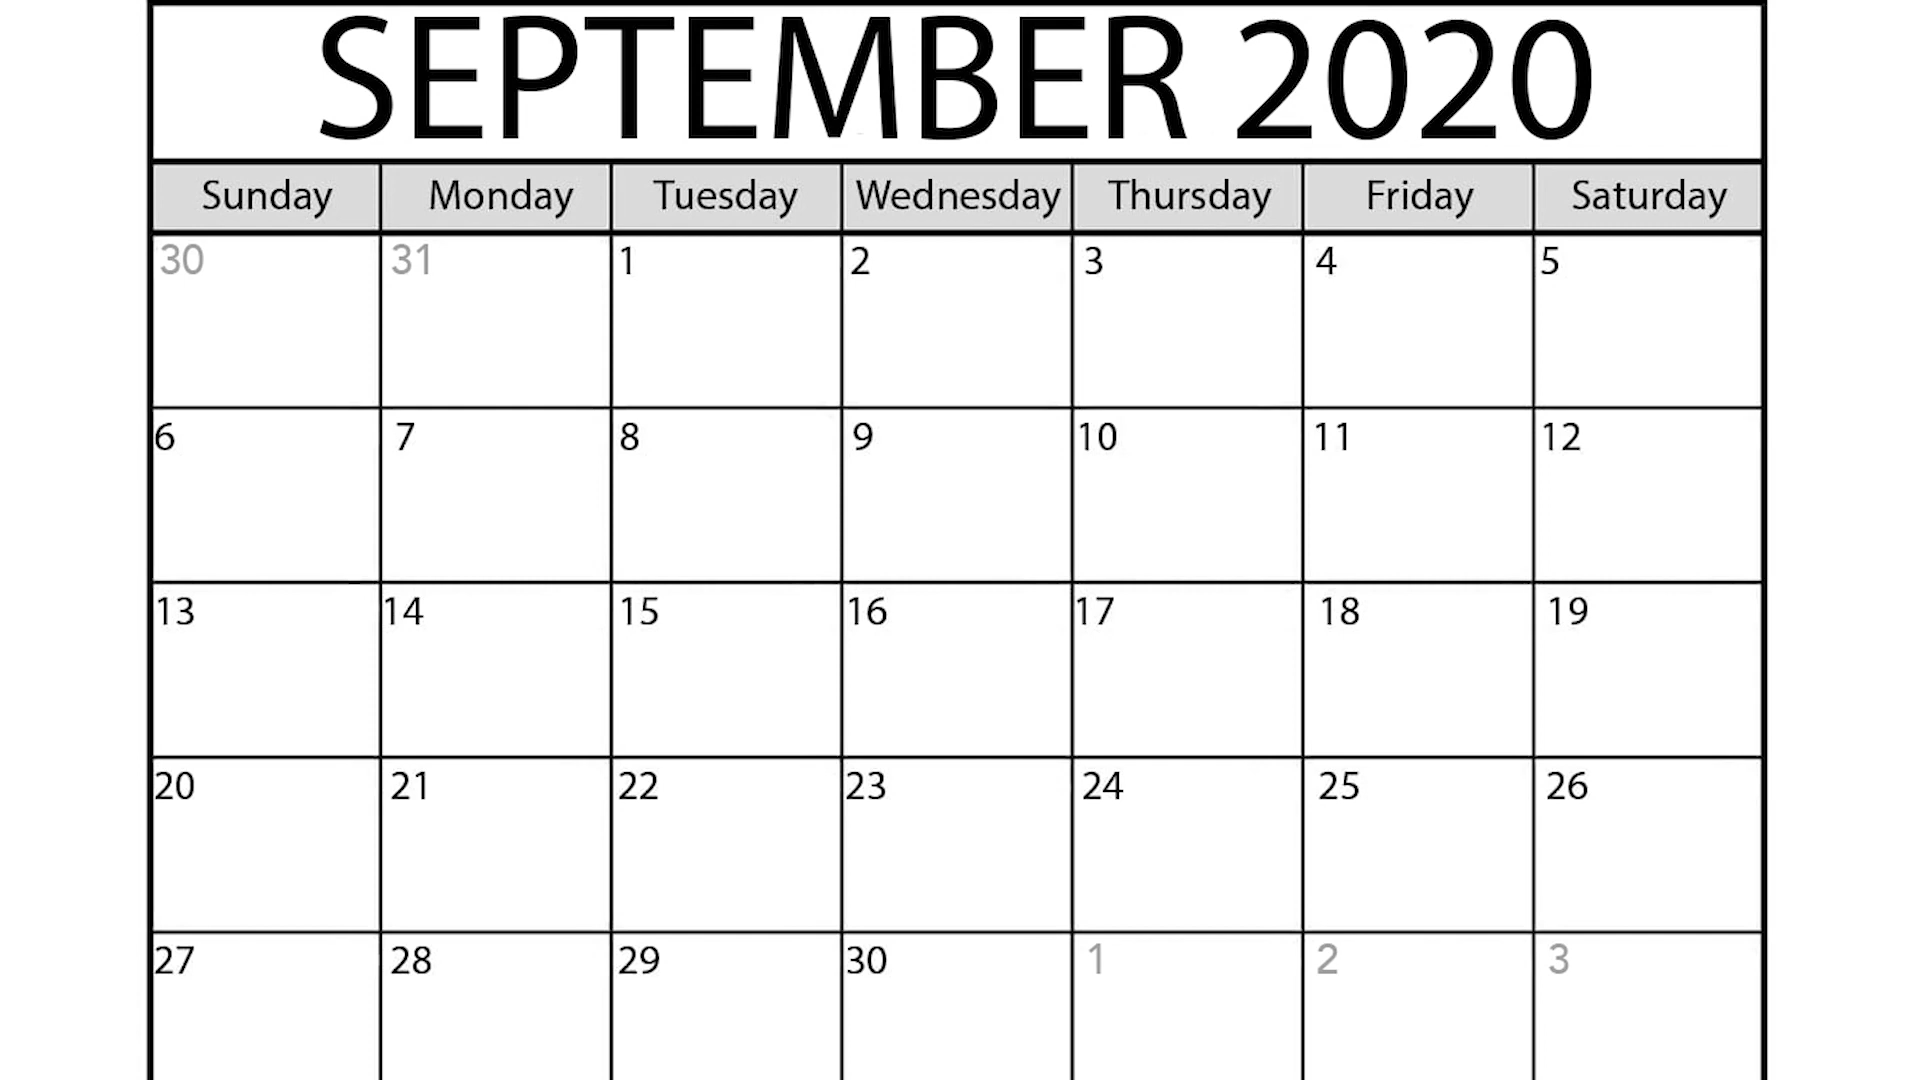 SEPTEMBER 2020
Sunday Monday Tuesday Wednesday Thursday Friday Saturday
30 31 1 2 3 4 5
6 7 8 9 10 11 12
13 14 15 16 17 18 19
20 21 22 23 24 25 26
27 28 29 30 1 2 3